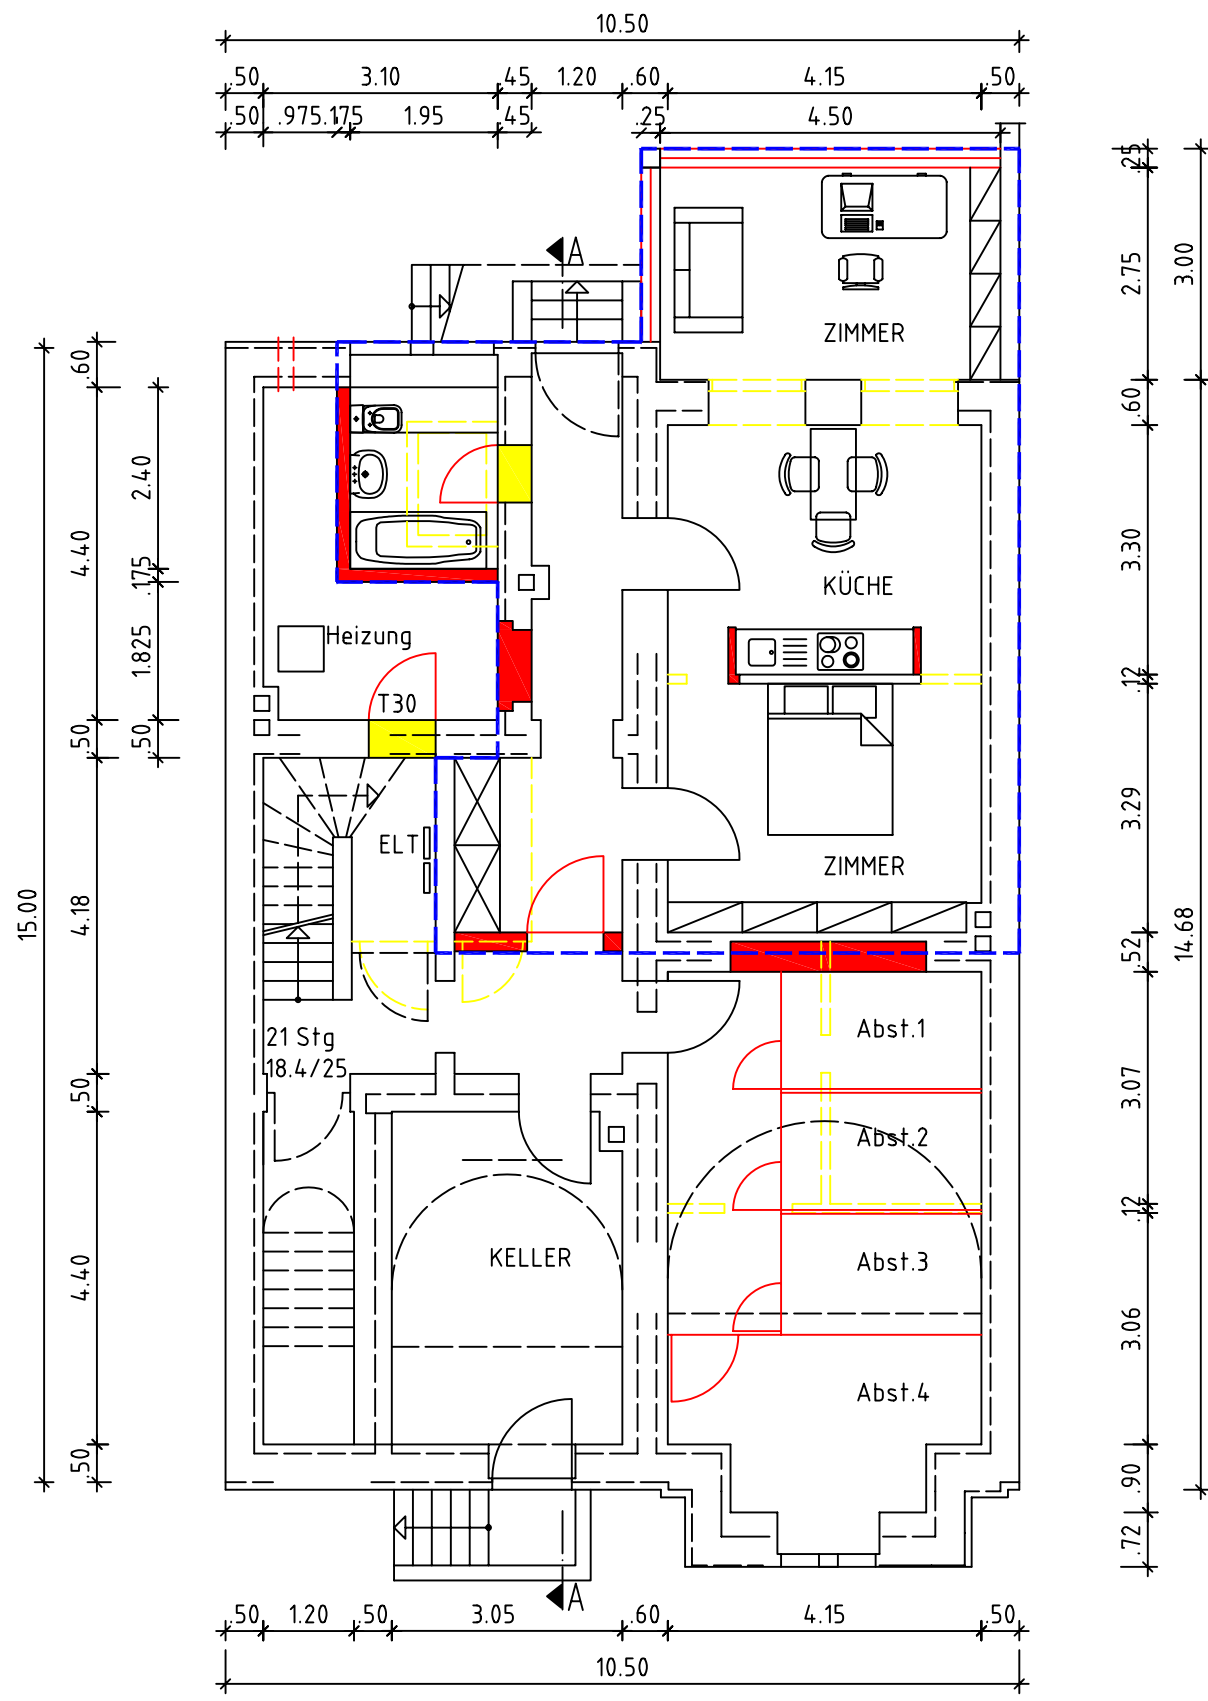 10.50
.50 3.10 .45 1.20 .60 4.15 .50
.50 .975 .175 1.95 .45 .25 4.50
.25
A
2.75
3.00
ZIMMER
.60
.60
2.40
4.40
3.30
.175
KÜCHE
Heizung
1.825
.12
T30
.50
.50
3.29
ELT
ZIMMER
15.00
4.18
14.68
.52
21 Stg
18.4/25
Abst.1
.50
3.07
Abst.2
.12
4.40
KELLER
Abst.3
3.06
Abst.4
.50
.90
.72
A
.50 1.20 .50 3.05 .60 4.15 .50
10.50